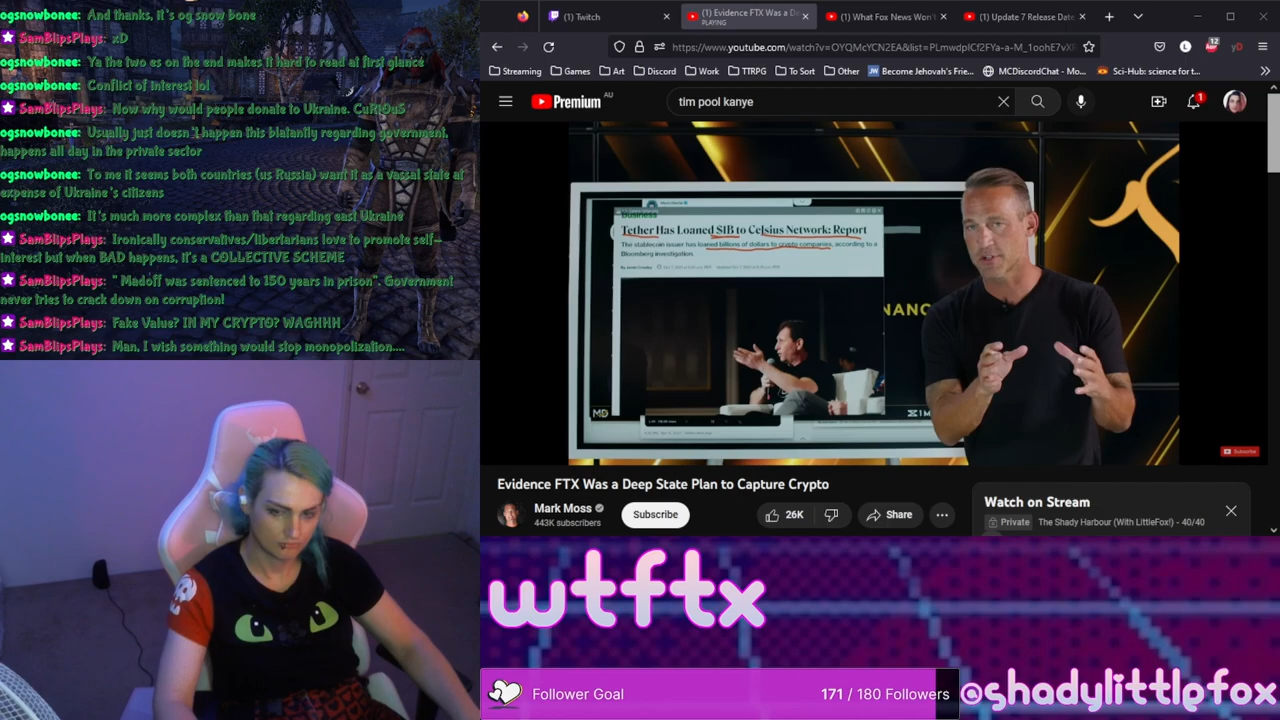 ogsnowbonee: And thanks, it's og snow bone
SamBlipsPlays: xD
ogsnowbonee: Ya the two es on the end makes it hard to read at first glance
ogsnowbonee: Conflict of interest lol
SamBlipsPlays: Now why would people donate to Ukraine. CuRiOuS
ogsnowbonee: Usually just doesn't happen this blatantly regarding government,
happens all day in the private sector
ogsnowbonee: To me it seems both countries (us Russia) want it as a vassal state at
expense of Ukraine's citizens
ogsnowbonee: It's much more complex than that regarding east Ukraine
SamBlipsPlays: Ironically conservatives/libertarians love to promote self-
interest but when BAD happens, it's a COLLECTIVE SCHEME
SamBlipsPlays: " Madoff was sentenced to 150 years in prison". Government
never tries to crack down on corruption!
SamBlipsPlays: Fake Value? IN MY CRYPTO? WAGHHH
SamBlipsPlays: Man, I wish something would stop monopolization....
(1) Twitch
(1) Evidence FTX Was a De
PLAYING
(1) What Fox News Won'
(1) Update 7 Release Date
https://www.youtube.com/watch?v=OYQMcYCN2EA&list=PLmwdpICf2FYa-a-M_1oohE7vXF
12
yD
Streaming
Games
Art
Discord
Work
TTRPG
To Sort
Other
Become Jehovah's Frie...
MCDiscordChat - Mo...
Sci-Hub: science for t...
Premium AU
tim pool kanye
1
Business
Tether Has Loaned $1B to Celsius Network: Report
The stablecoin issuer has loaned billions of dollars to crypto companies, according to a
Bloomberg investigation.
NANC
MD
1M
Subscribe
Evidence FTX Was a Deep State Plan to Capture Crypto
Mark Moss
443K subscribers
Subscribe
26K
Share
Watch on Stream
Private
The Shady Harbour (With LittleFox!) - 40/40
wtftx
Follower Goal
171 / 180 Followers
@shadylittlefox